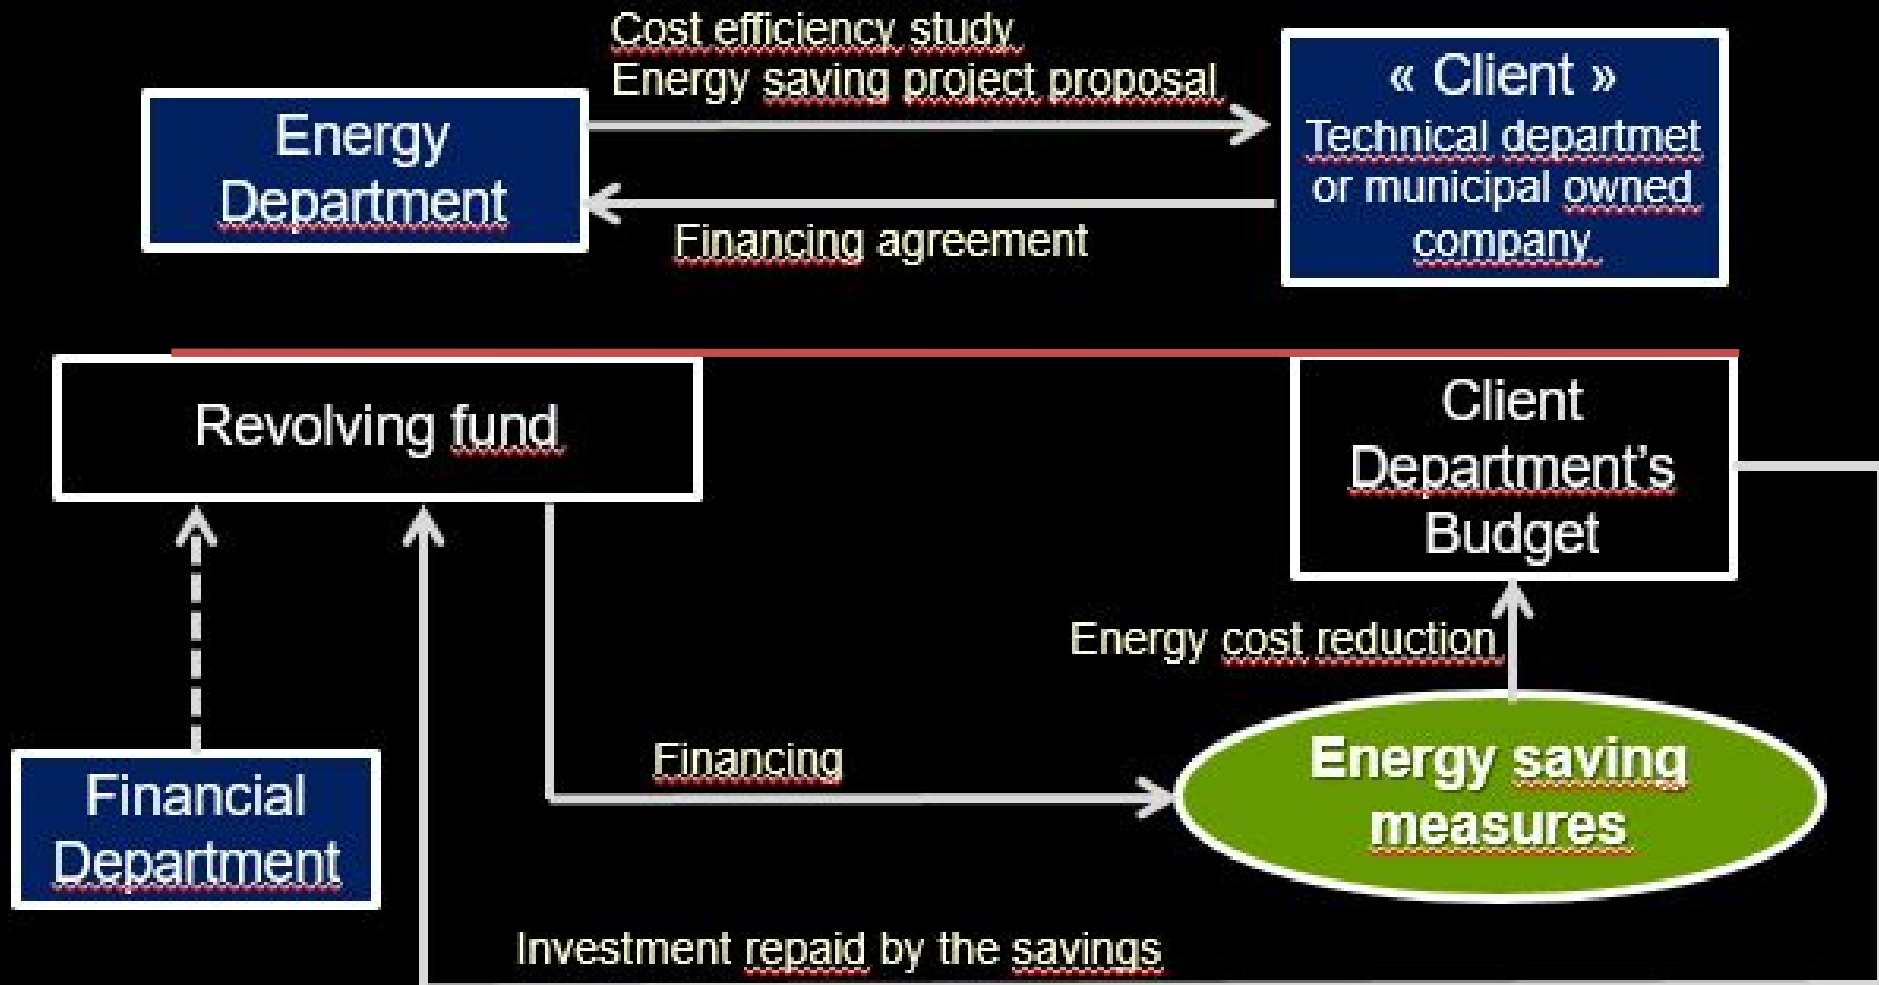 Cost efficiency study
Energy saving project proposal
Energy
Department
« Client »
Technical departmet
or municipal owned
company
Financing agreement
Revolving fund
Client
Department's
Budget
Energy cost reduction
Financing
Energy saving
measures
Financial
Department
Investment repaid by the savings